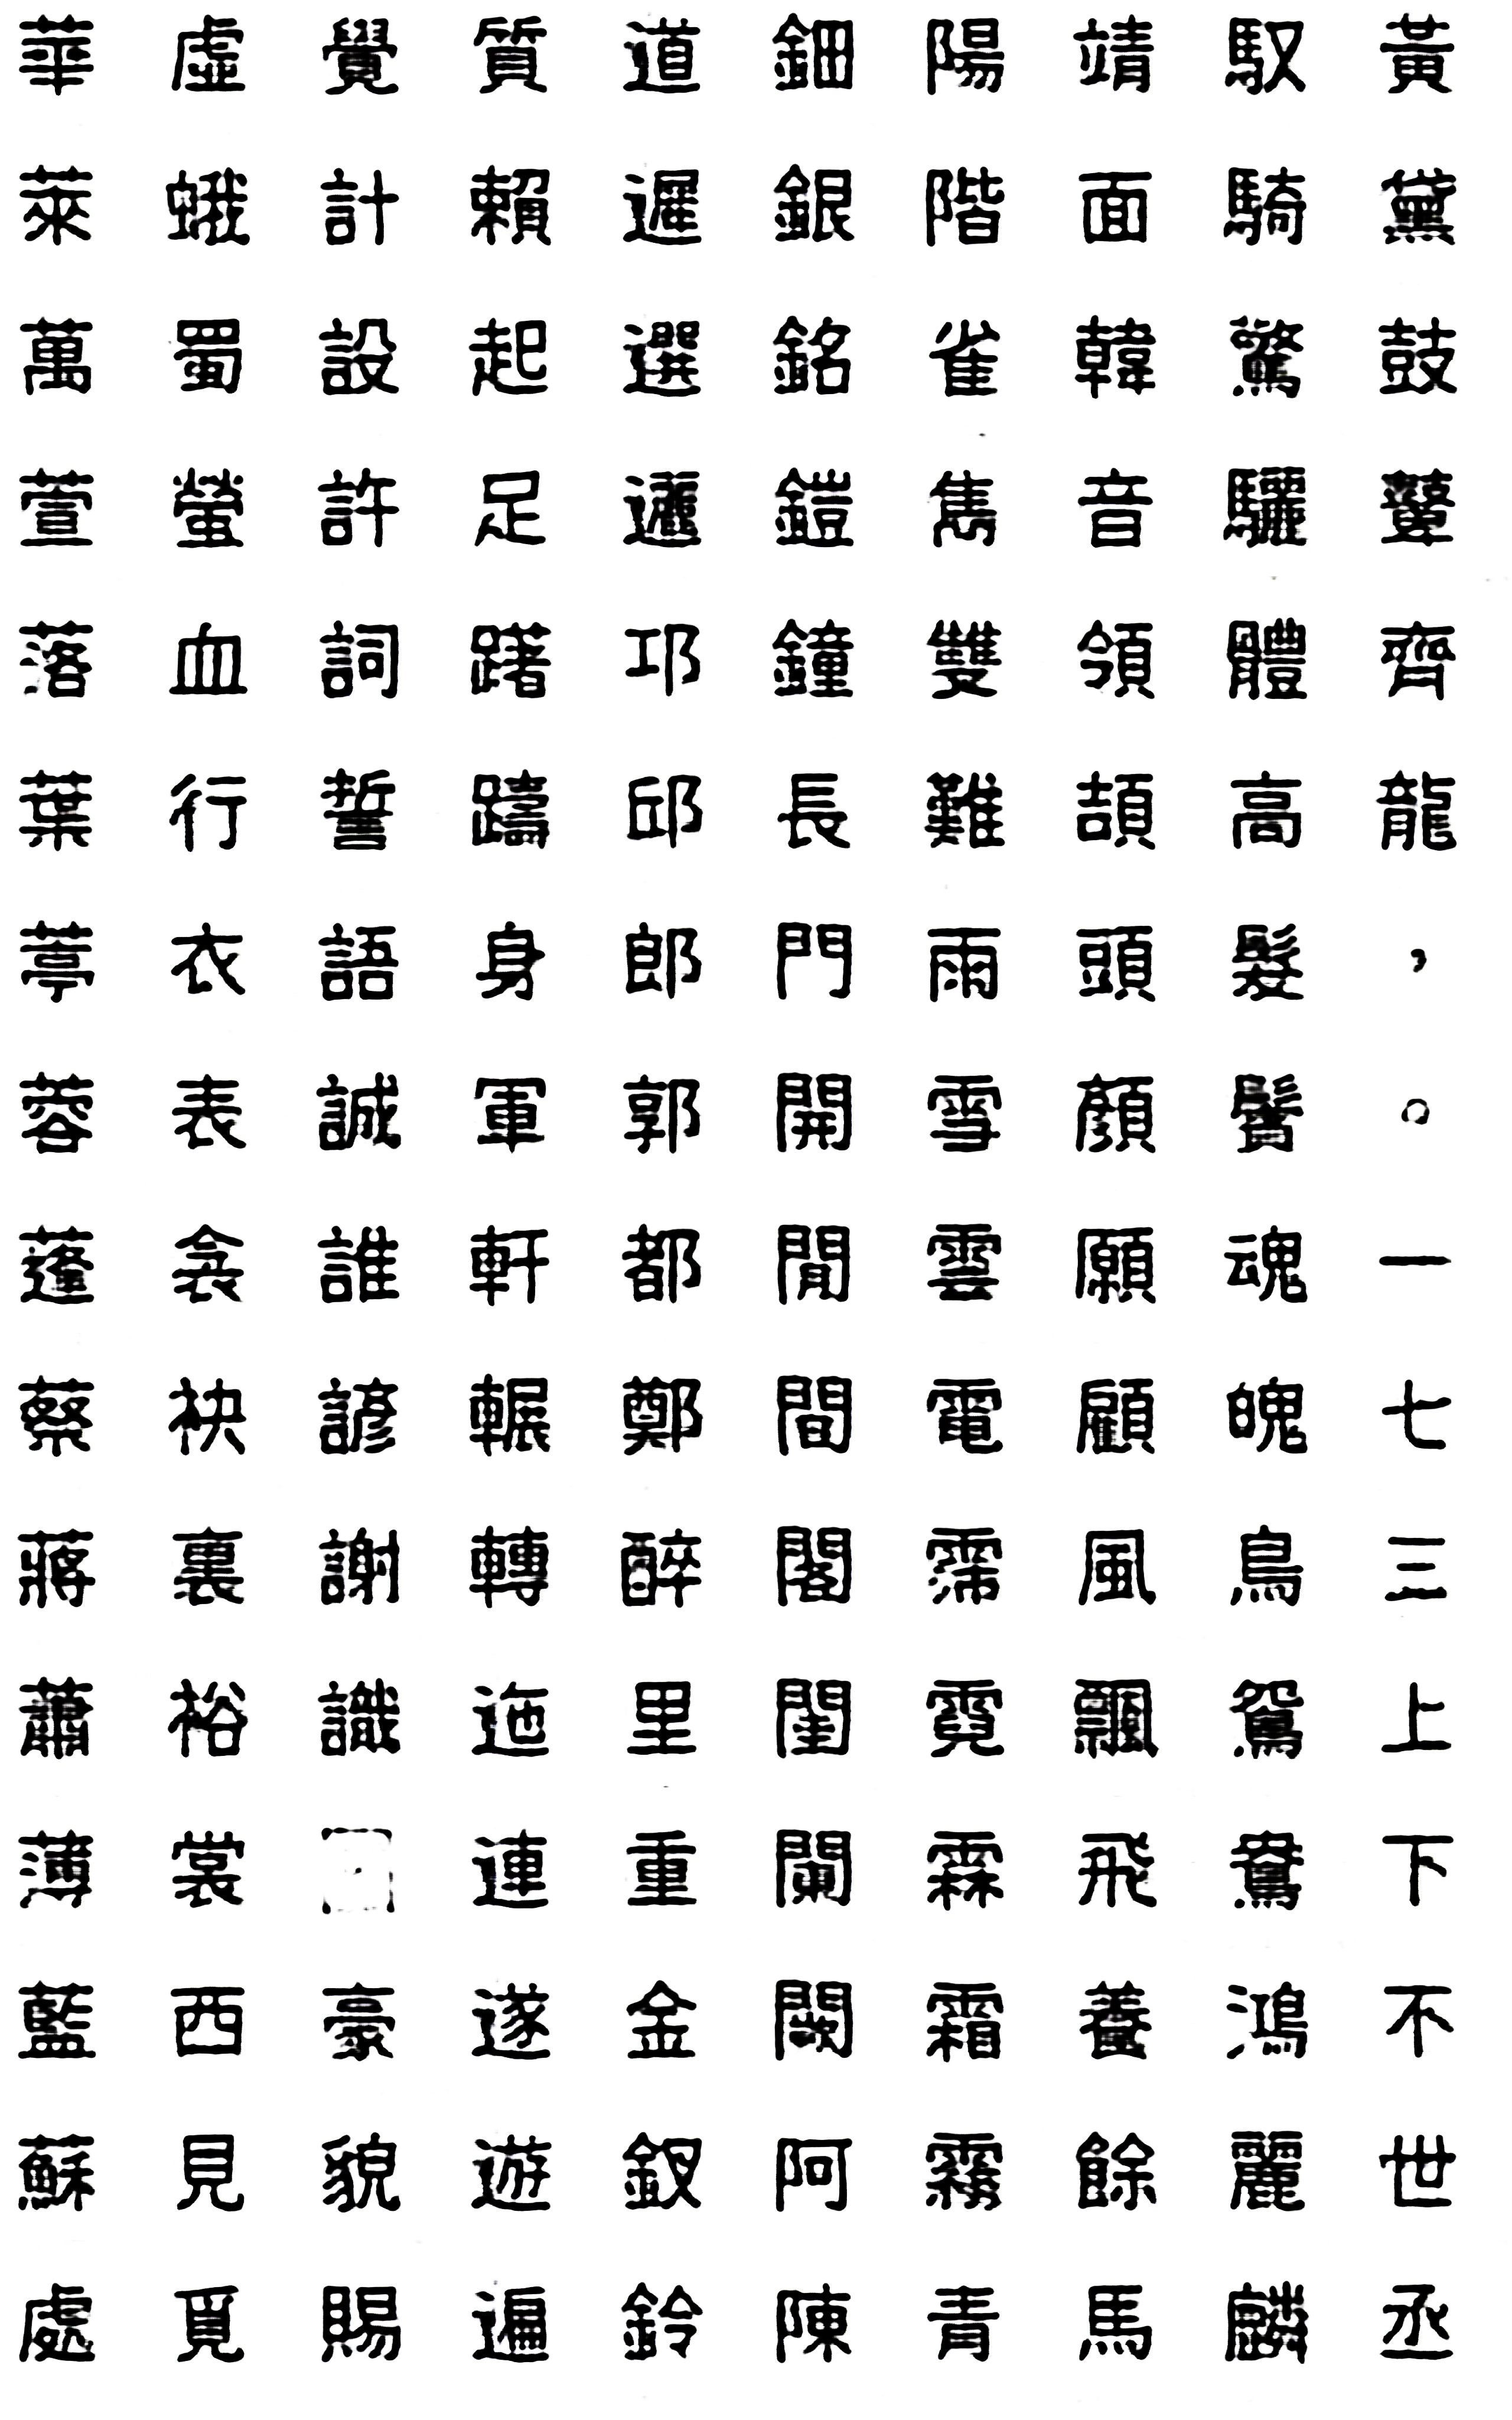 華萊萬萱落葉葶蓉蓬蔡蔣蕭薄藍蘇處
虛蛾蜀螢血行衣表衾袂裏裕裳西見覓
覺計設許詞誓語誠誰諺謝識豪貌賜
質賴起足躇躊身軍軒輾轉迤連遂遊遍
道遲選邐邛邱郎郭都鄭醉里重金釵鈴
鈿銀銘鎧鐘長門開閒間閣閨闌闕阿陳
陽階雀雋雙難雨雪雲電霈霓霖霜霧青
靖面韓音領頡頭顏願顧風飄飛養餘馬
馭騎驚驪體高髮鬢魂魄鳥鴛鴦鴻麗麟
黃黛鼓鼙齊龍，。一七三上下不世丞